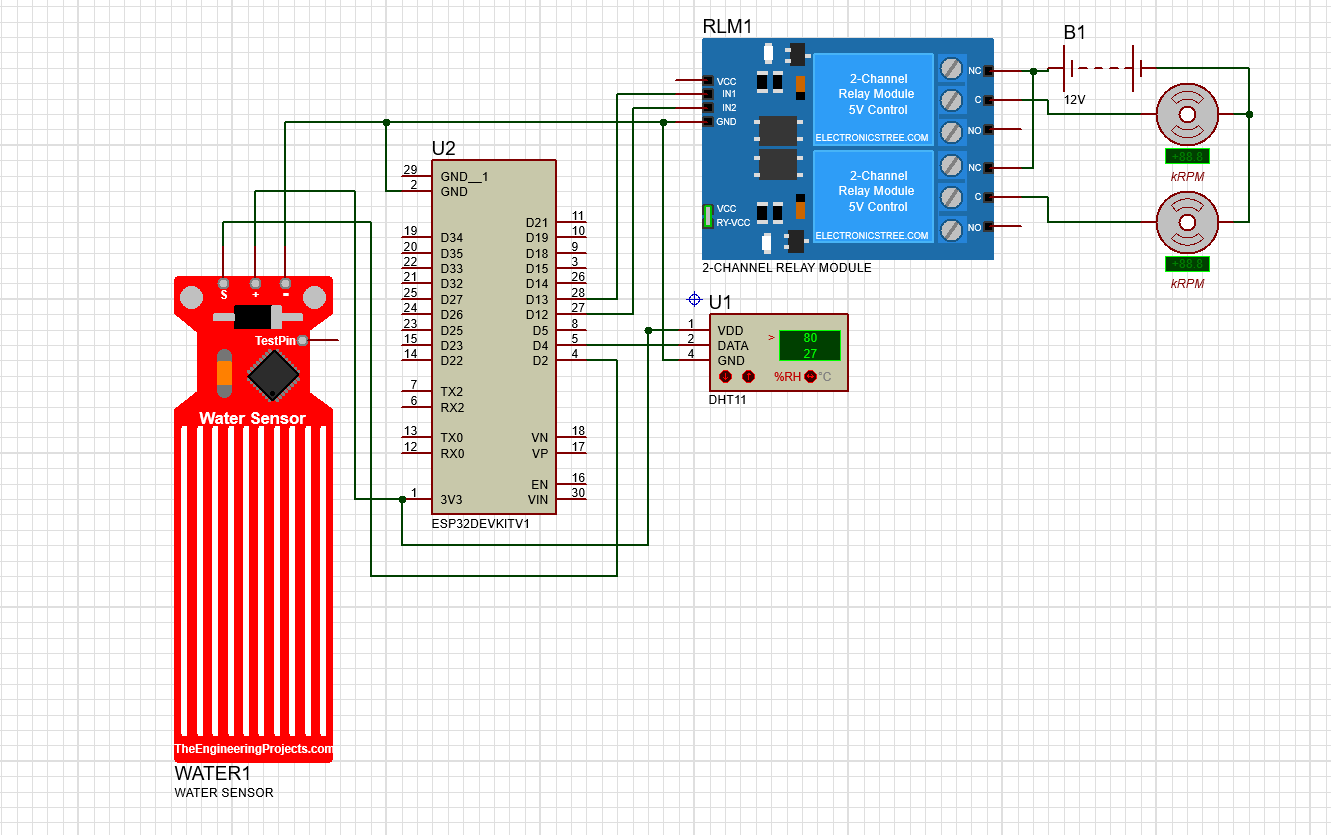 RLM1
B1
VCC
IN1
IN2
GND
2-Channel
Relay Module
5V Control
ELECTRONICSTREE.COM
NC
C
NO
12V
+88.8
kRPM
2-Channel
Relay Module
5V Control
ELECTRONICSTREE.COM
NC
C
NO
VCC
RY-VCC
+88.8
kRPM
2-CHANNEL RELAY MODULE
U2
29 GND__1
2 GND
D21 11
19 D34 D19 10
20 D35 D18 9
22 D33 D15 3
21 D32 D14 26
25 D27 D13 28
24 D26 D12 27
23 D25 D5 8
15 D23 D4 5
14 D22 D2 4
7 TX2
6 RX2
13 TX0 VN 18
12 RX0 VP 17
EN 16
1 3V3 VIN 30
ESP32DEVKITV1
U1
1 VDD
2 DATA
4 GND
>
80
27
%RH °C
DHT11
S + -
TestPin
Water Sensor
TheEngineeringProjects.com
WATER1
WATER SENSOR